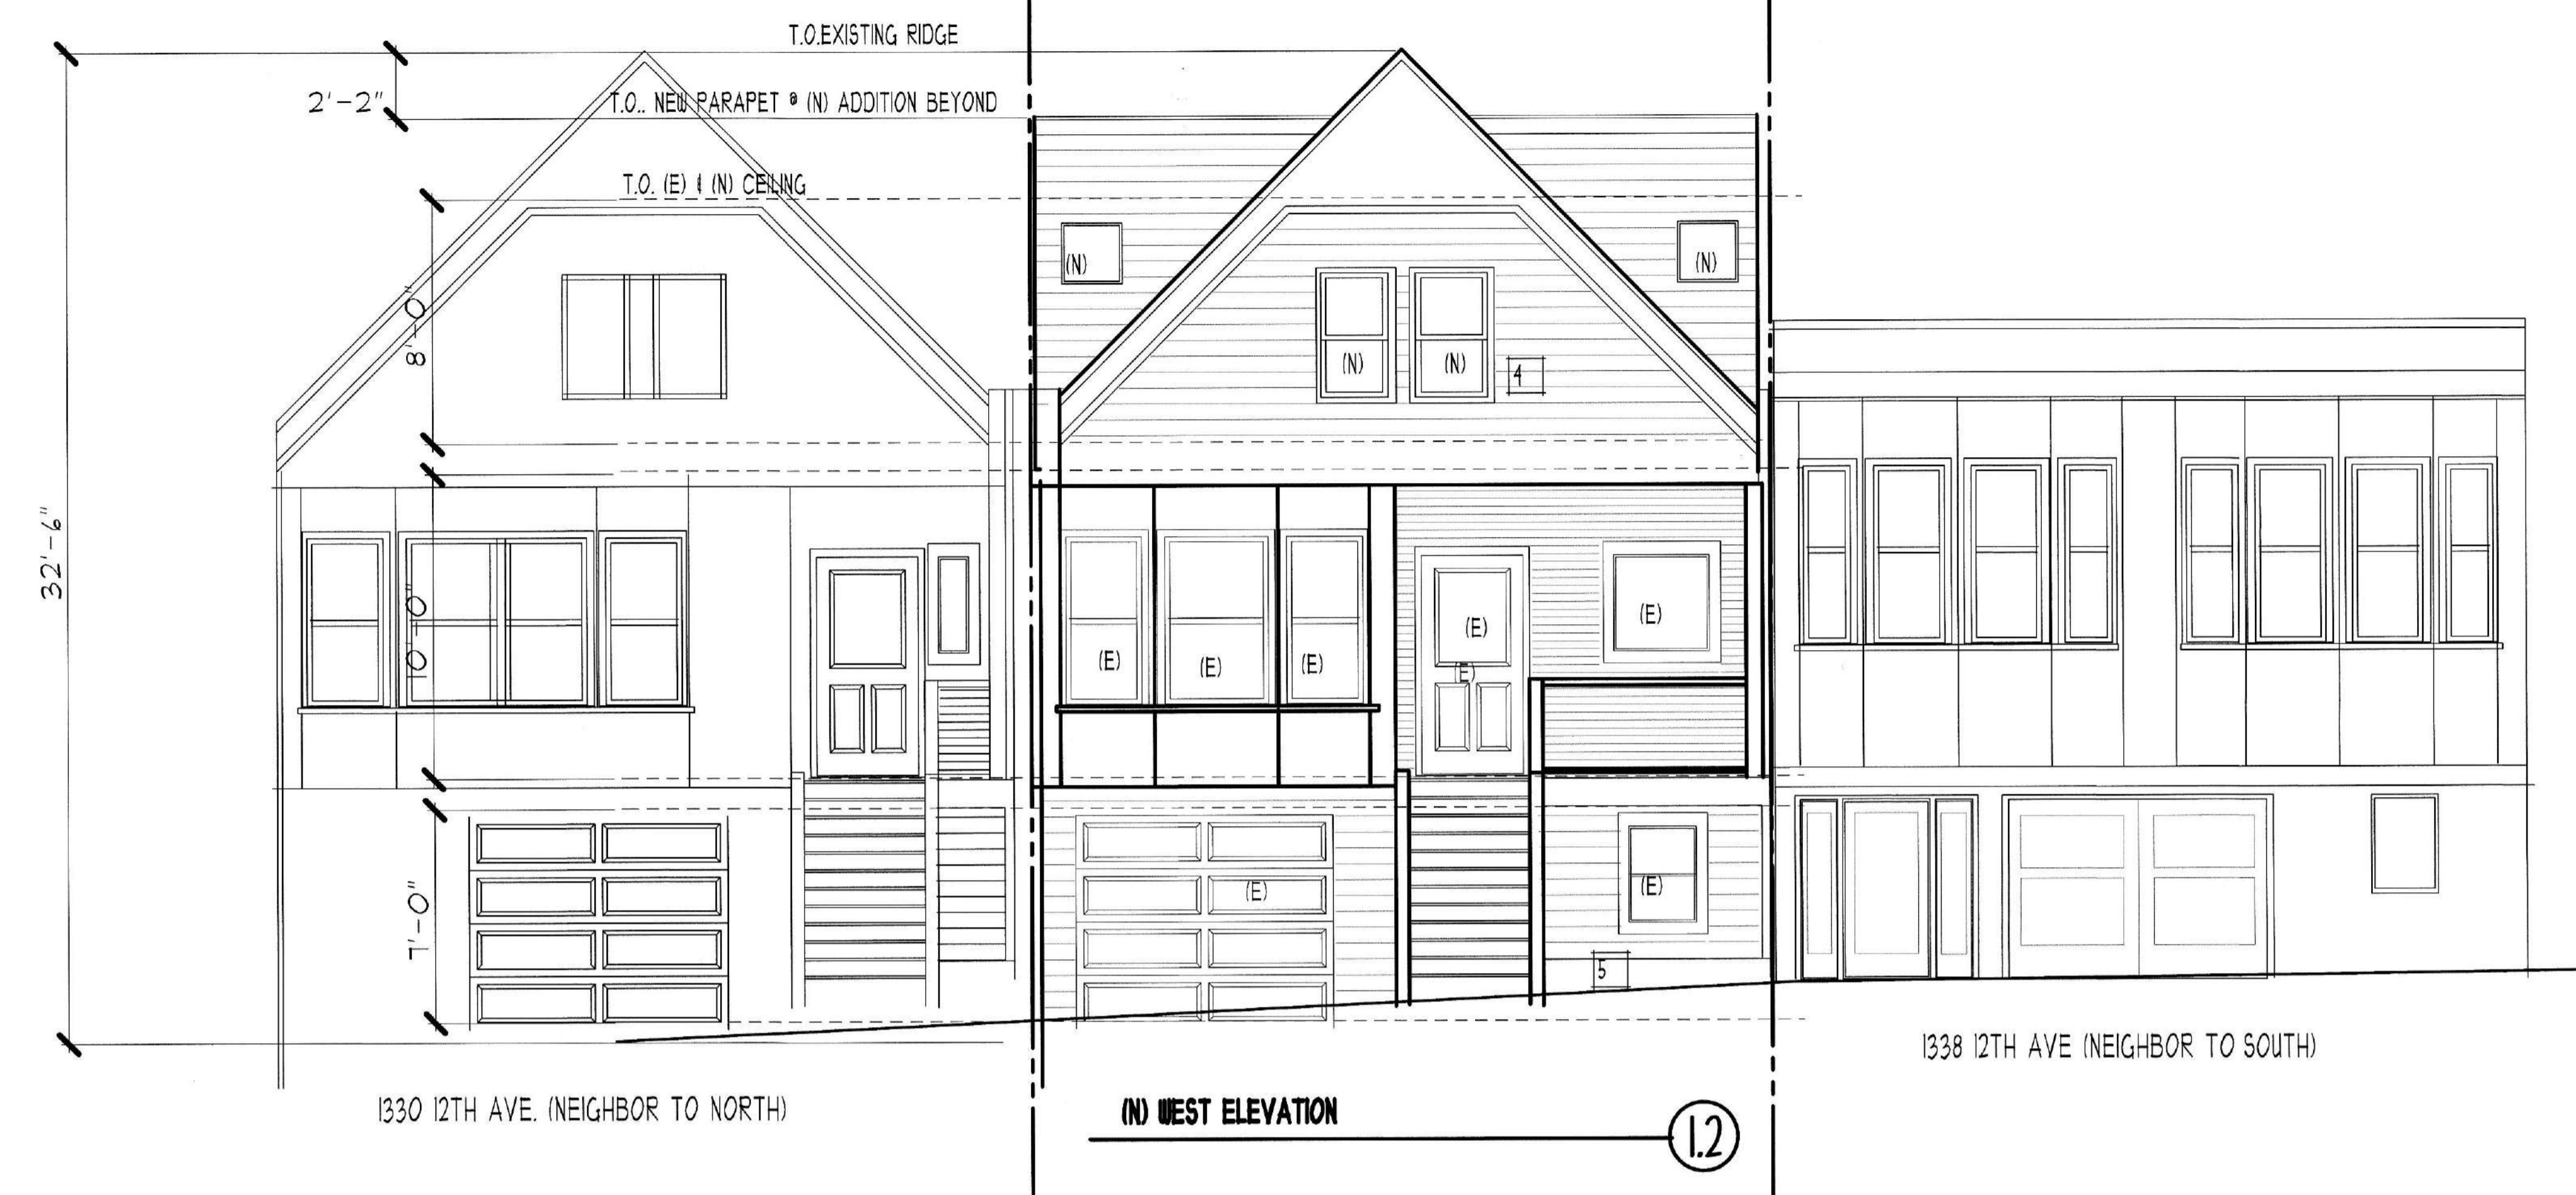 T.O.EXISTING RIDGE
2'-2"
T.O.. NEW PARAPET @ (N) ADDITION BEYOND
T.O. (E) & (N) CEILING
(N)
(N)
8'-0"
(N)
(N)
4
32'-6"
10'-0"
(E)
(E)
(E)
(E)
(E)
(E)
7'-0"
(E)
(E)
5
1338 12TH AVE (NEIGHBOR TO SOUTH)
1330 12TH AVE. (NEIGHBOR TO NORTH)
(N) WEST ELEVATION
1.2